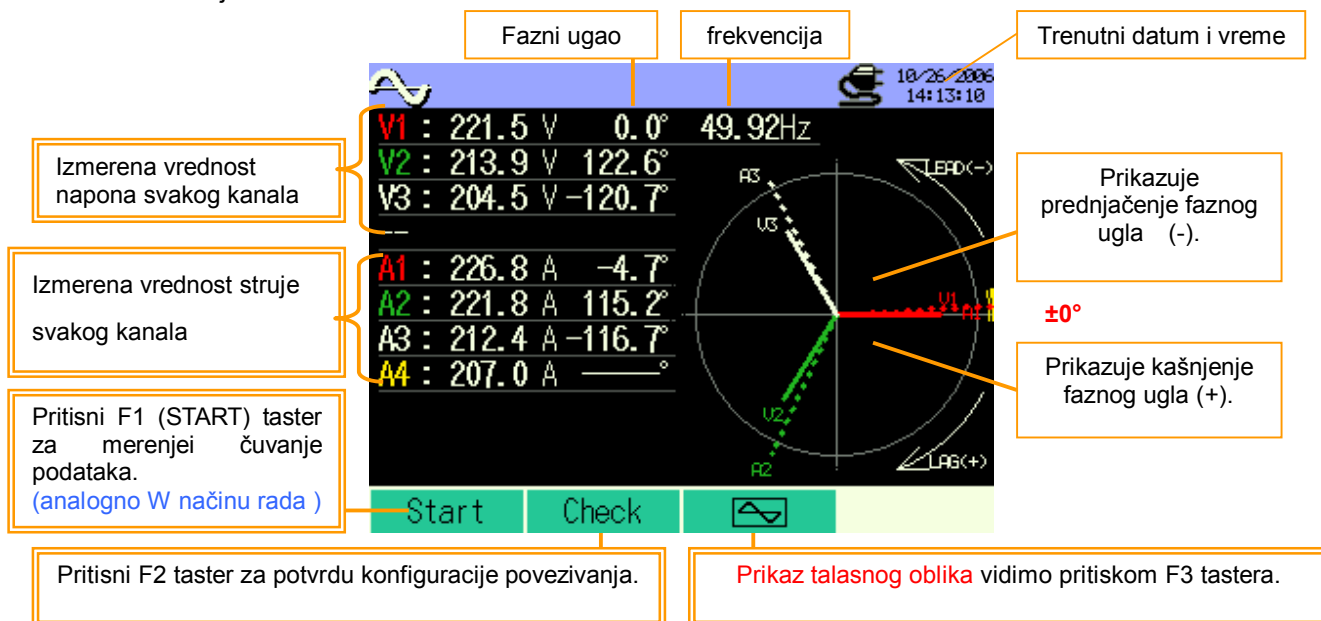 Fazni ugao
frekvencija
Trenutni datum i vreme
10/26/2006
14:13:10
V1 : 221.5 V 0.0° 49.92Hz
V2 : 213.9 V 122.6°
V3 : 204.5 V -120.7°
--
A1 : 226.8 A -4.7°
A2 : 221.8 A 115.2°
A3 : 212.4 A -116.7°
A4 : 207.0 A ———°
Izmerena vrednost
napona svakog kanala
Izmerena vrednost struje
svakog kanala
Pritisni F1 (START) taster
za merenjei čuvanje
podataka.
(analogno W načinu rada )
A3
V3
LEAD(-)
V1
A1
V2
A2
LAG(+)
Prikazuje
prednjačenje faznog
ugla (-).
±0°
Prikazuje kašnjenje
faznog ugla (+).
Start
Check
Pritisni F2 taster za potvrdu konfiguracije povezivanja.
Prikaz talasnog oblika vidimo pritiskom F3 tastera.